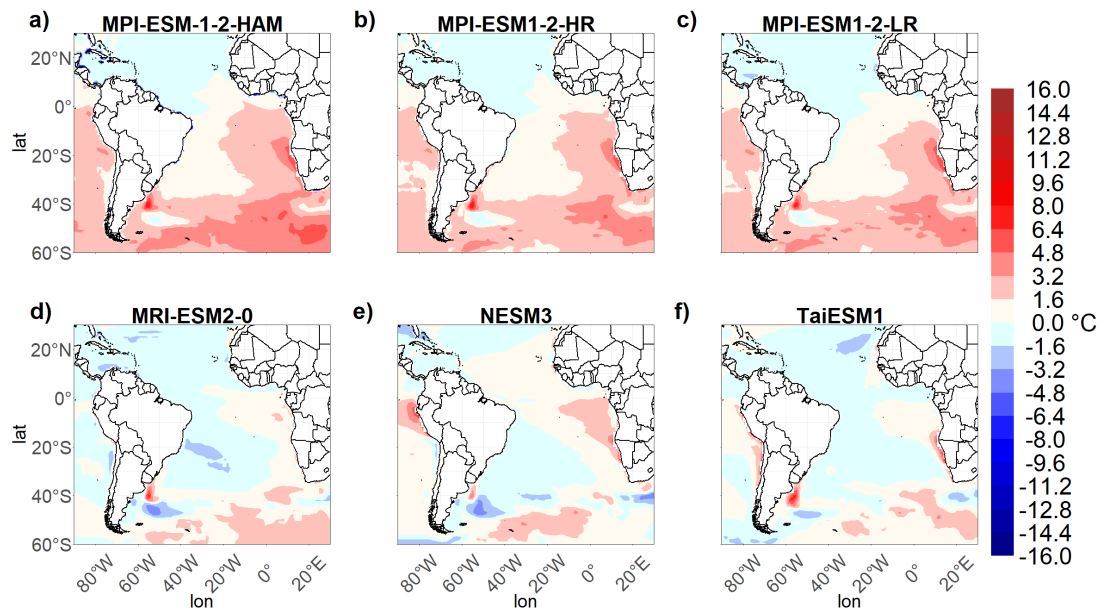 a) MPI-ESM-1-2-HAM
b) MPI-ESM1-2-HR
c) MPI-ESM1-2-LR
20°N
0°
20°S
40°S
60°S
lat
d) MRI-ESM2-0
e) NESM3
f) TaiESM1
20°N
0°
20°S
40°S
60°S
lat
80°W
60°W
40°W
20°W
0°
20°E
lon
80°W
60°W
40°W
20°W
0°
20°E
lon
80°W
60°W
40°W
20°W
0°
20°E
lon
16.0
14.4
12.8
11.2
9.6
8.0
6.4
4.8
3.2
1.6
0.0 °C
-1.6
-3.2
-4.8
-6.4
-8.0
-9.6
-11.2
-12.8
-14.4
-16.0